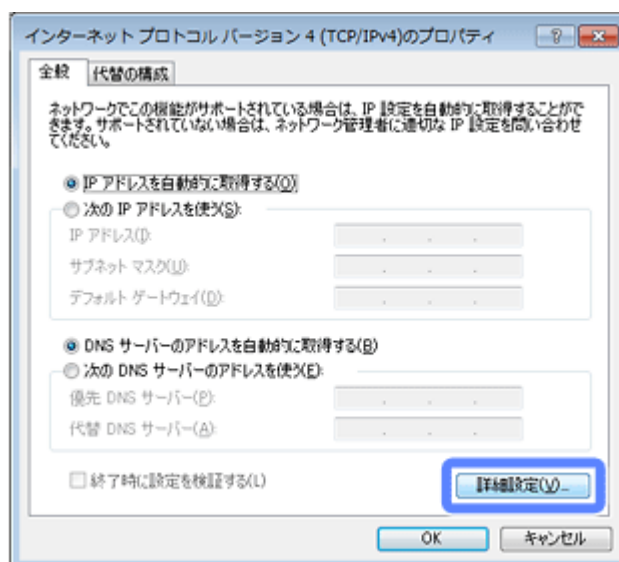 インターネット プロトコル バージョン 4 (TCP/IPv4)のプロパティ
全般 代替の構成
ネットワークでこの機能がサポートされている場合は、IP 設定を自動的に取得することがで
きます。サポートされていない場合は、ネットワーク管理者に適切な IP 設定を問い合わせ
てください。
IP アドレスを自動的に取得する(O)
次の IP アドレスを使う(S):
IP アドレス(I):
サブネット マスク(U):
デフォルト ゲートウェイ(D):
DNS サーバーのアドレスを自動的に取得する(B)
次の DNS サーバーのアドレスを使う(E):
優先 DNS サーバー(P):
代替 DNS サーバー(A):
終了時に設定を検証する(L)
詳細設定(V)...
OK キャンセル